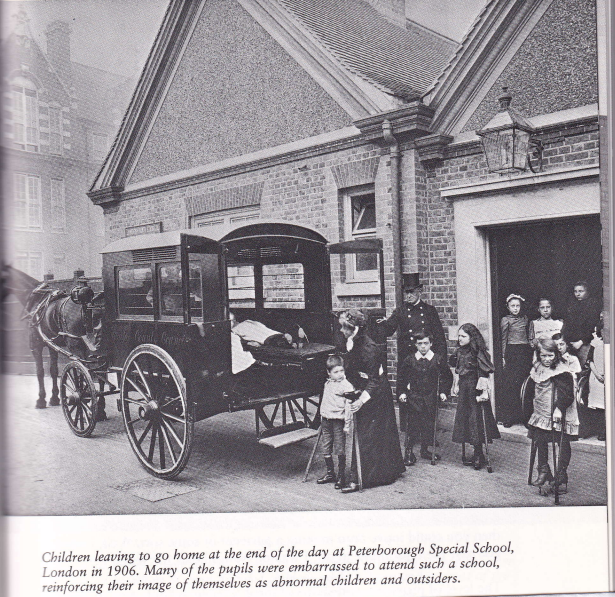 Children leaving to go home at the end of the day at Peterborough Special School,
London in 1906. Many of the pupils were embarrassed to attend such a school,
reinforcing their image of themselves as abnormal children and outsiders.